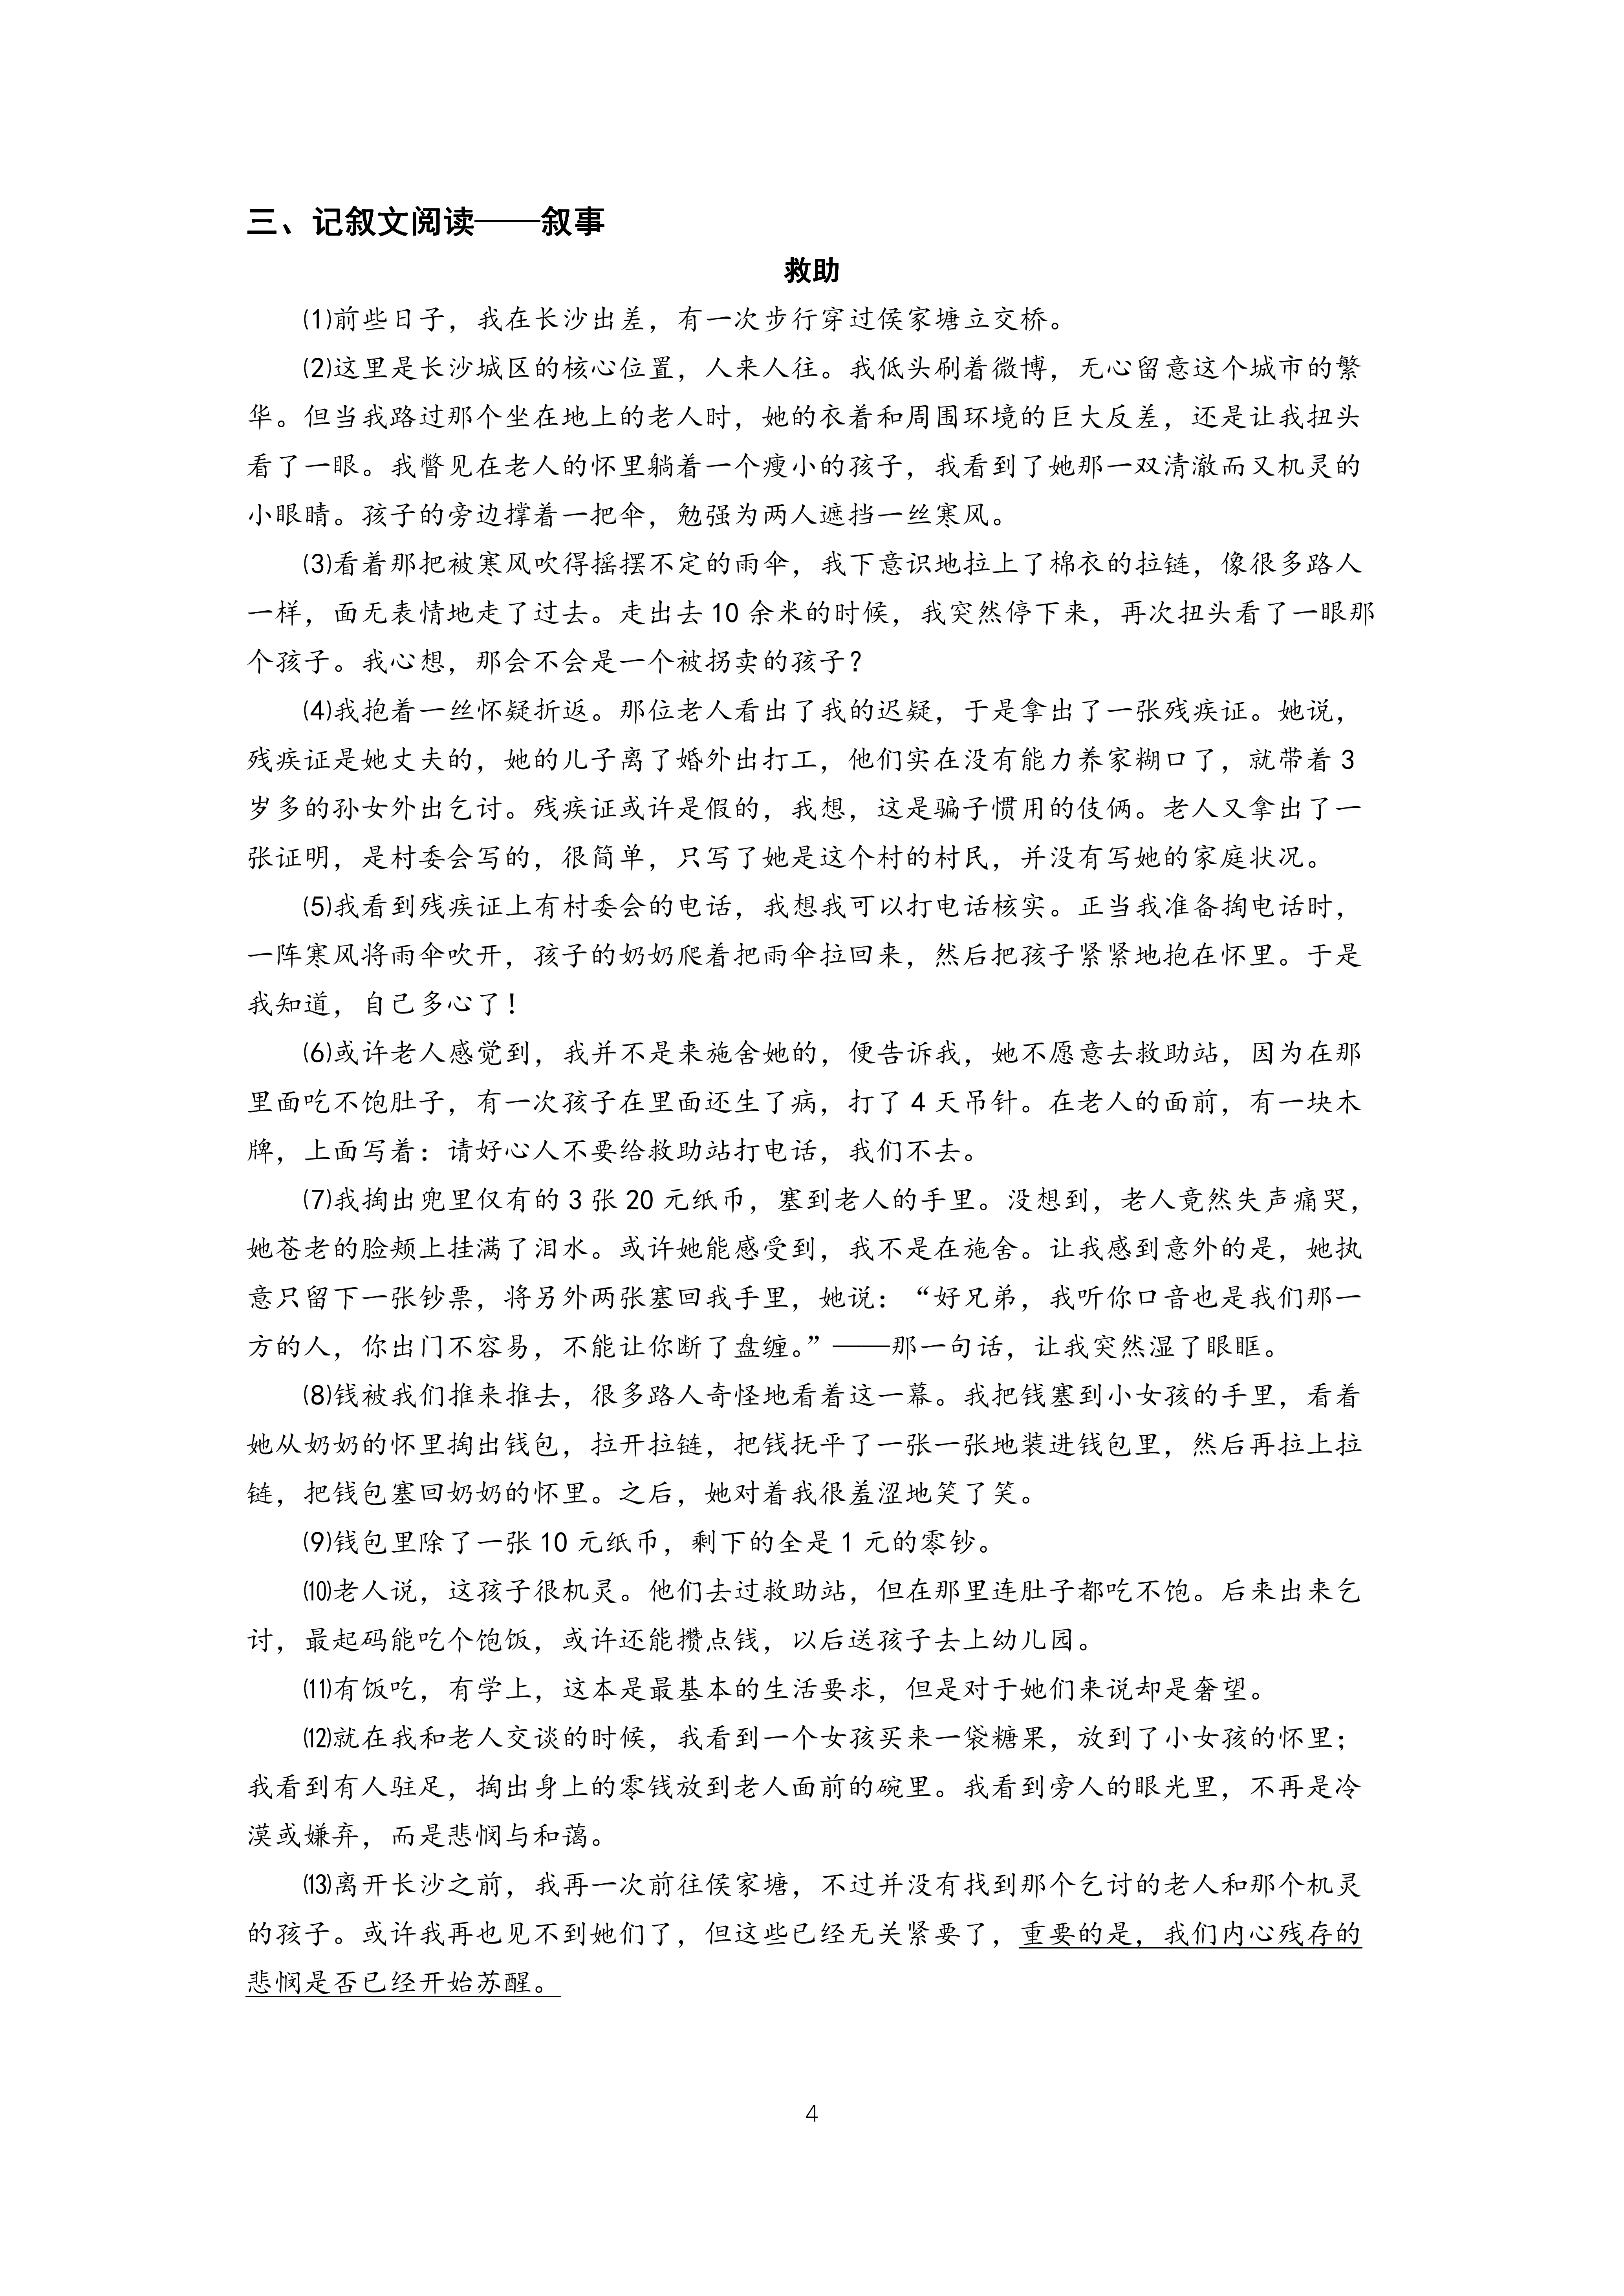 三、记叙文阅读——叙事
救助
⑴前些日子，我在长沙出差，有一次步行穿过侯家塘立交桥。
⑵这里是长沙城区的核心位置，人来人往。我低头刷着微博，无心留意这个城市的繁
华。但当我路过那个坐在地上的老人时，她的衣着和周围环境的巨大反差，还是让我扭头
看了一眼。我瞥见在老人的怀里躺着一个瘦小的孩子，我看到了她那一双清澈而又机灵的
小眼睛。孩子的旁边撑着一把伞，勉强为两人遮挡一丝寒风。
⑶看着那把被寒风吹得摇摆不定的雨伞，我下意识地拉上了棉衣的拉链，像很多路人
一样，面无表情地走了过去。走出去 10 余米的时候，我突然停下来，再次扭头看了一眼那
个孩子。我心想，那会不会是一个被拐卖的孩子？
⑷我抱着一丝怀疑折返。那位老人看出了我的迟疑，于是拿出了一张残疾证。她说，
残疾证是她丈夫的，她的儿子离了婚外出打工，他们实在没有能力养家糊口了，就带着 3
岁多的孙女外出乞讨。残疾证或许是假的，我想，这是骗子惯用的伎俩。老人又拿出了一
张证明，是村委会写的，很简单，只写了她是这个村的村民，并没有写她的家庭状况。
⑸我看到残疾证上有村委会的电话，我想我可以打电话核实。正当我准备掏电话时，
一阵寒风将雨伞吹开，孩子的奶奶爬着把雨伞拉回来，然后把孩子紧紧地抱在怀里。于是
我知道，自己多心了！
⑹或许老人感觉到，我并不是来施舍她的，便告诉我，她不愿意去救助站，因为在那
里面吃不饱肚子，有一次孩子在里面还生了病，打了 4 天吊针。在老人的面前，有一块木
牌，上面写着：请好心人不要给救助站打电话，我们不去。
⑺我掏出兜里仅有的 3 张 20 元纸币，塞到老人的手里。没想到，老人竟然失声痛哭，
她苍老的脸颊上挂满了泪水。或许她能感受到，我不是在施舍。让我感到意外的是，她执
意只留下一张钞票，将另外两张塞回我手里，她说：“好兄弟，我听你口音也是我们那一
方的人，你出门不容易，不能让你断了盘缠。”——那一句话，让我突然湿了眼眶。
⑻钱被我们推来推去，很多路人奇怪地看着这一幕。我把钱塞到小女孩的手里，看着
她从奶奶的怀里掏出钱包，拉开拉链，把钱抚平了一张一张地装进钱包里，然后再拉上拉
链，把钱包塞回奶奶的怀里。之后，她对着我很羞涩地笑了笑。
⑼钱包里除了一张 10 元纸币，剩下的全是 1 元的零钞。
⑽老人说，这孩子很机灵。他们去过救助站，但在那里连肚子都吃不饱。后来出来乞
讨，最起码能吃个饱饭，或许还能攒点钱，以后送孩子去上幼儿园。
⑾有饭吃，有学上，这本是最基本的生活要求，但是对于她们来说却是奢望。
⑿就在我和老人交谈的时候，我看到一个女孩买来一袋糖果，放到了小女孩的怀里；
我看到有人驻足，掏出身上的零钱放到老人面前的碗里。我看到旁人的眼光里，不再是冷
漠或嫌弃，而是悲悯与和蔼。
⒀离开长沙之前，我再一次前往侯家塘，不过并没有找到那个乞讨的老人和那个机灵
的孩子。或许我再也见不到她们了，但这些已经无关紧要了，重要的是，我们内心残存的
悲悯是否已经开始苏醒。
4